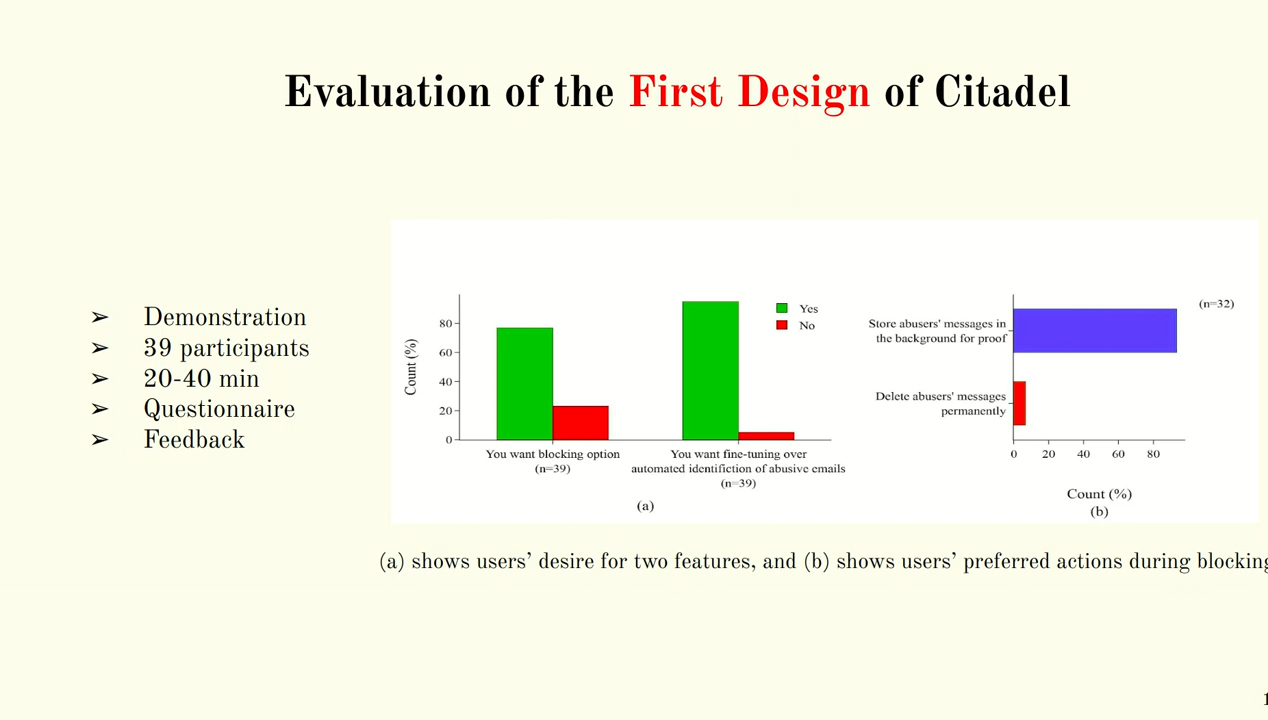 Evaluation of the First Design of Citadel
➢ Demonstration
➢ 39 participants
➢ 20-40 min
➢ Questionnaire
➢ Feedback
Count (%)
80
60
40
20
0
Yes
No
You want blocking option
(n=39)
You want fine-tuning over
automated identifiction of abusive emails
(n=39)
(a)
(n=32)
Store abusers' messages in
the background for proof
Delete abusers' messages
permanently
0 20 40 60 80
Count (%)
(b)
(a) shows users’ desire for two features, and (b) shows users’ preferred actions during blocking
1